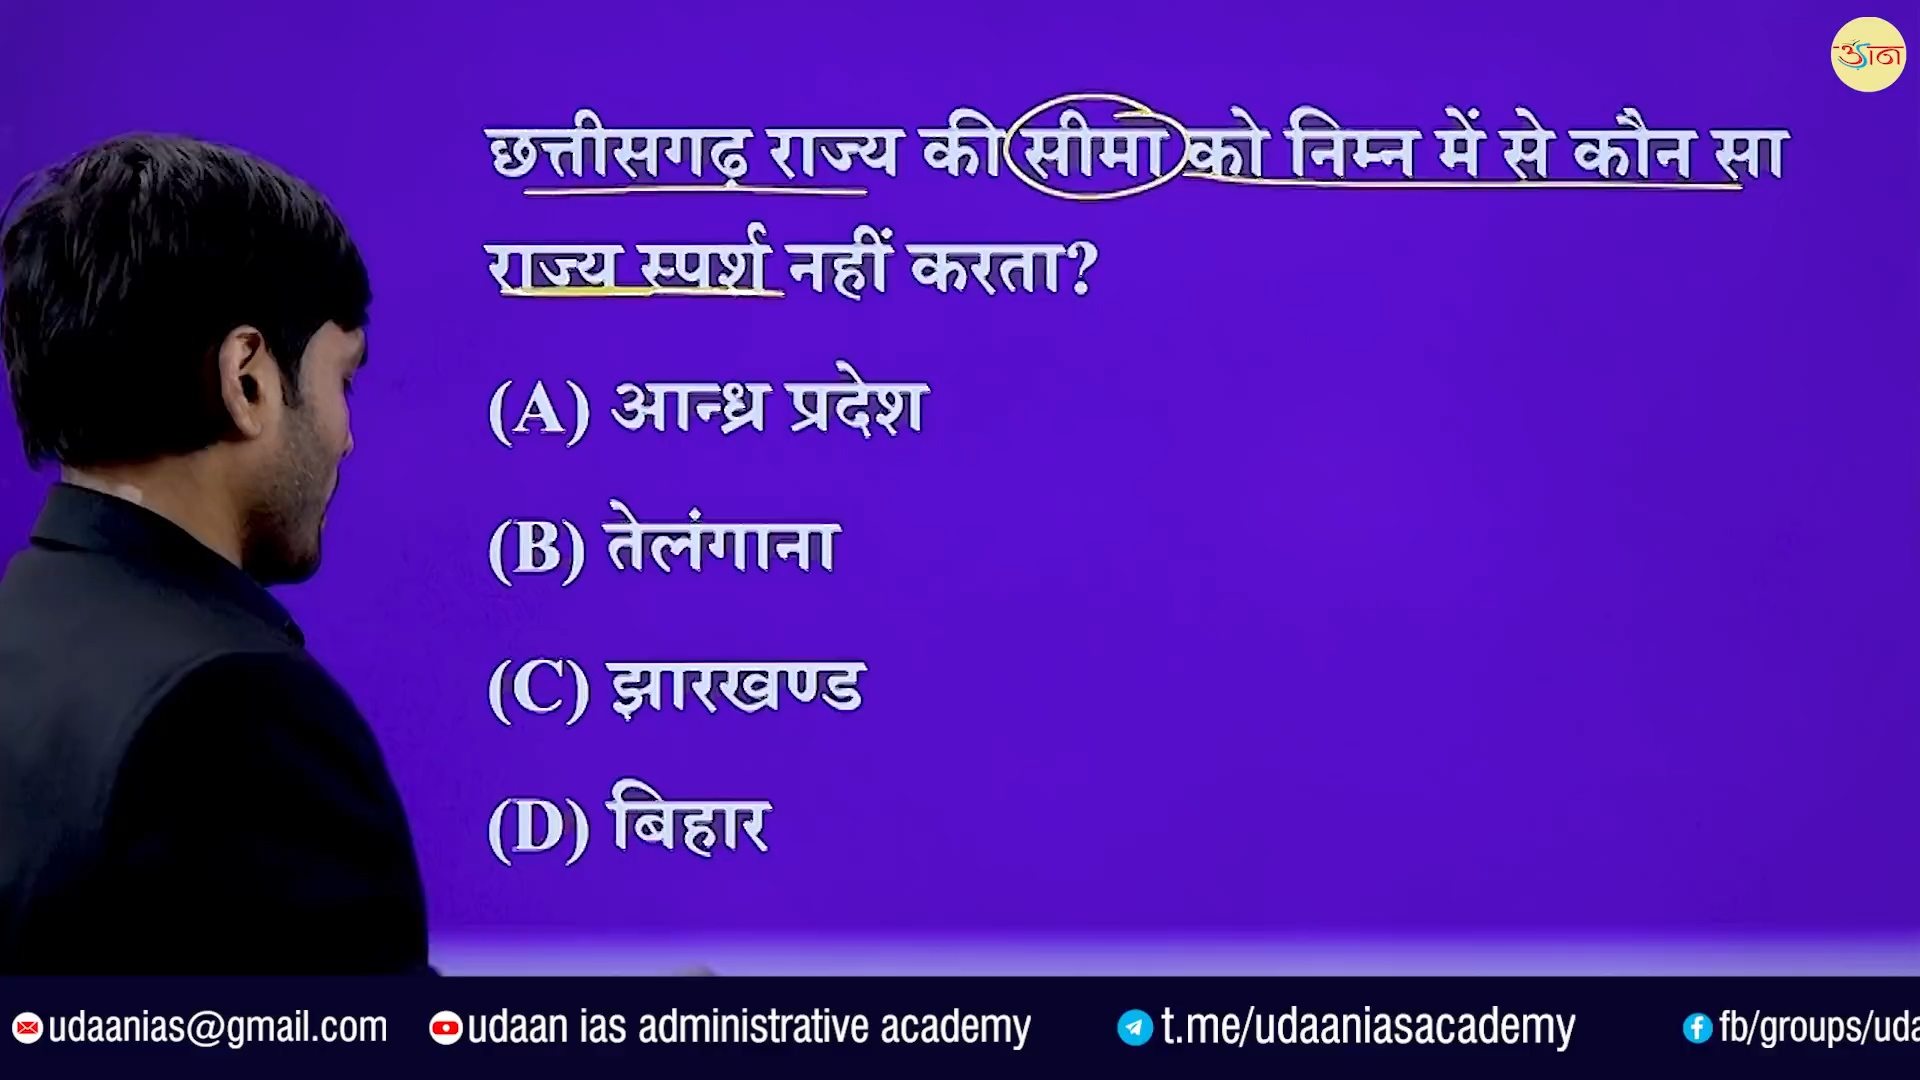 उड़ान
छत्तीसगढ़ राज्य की सीमा को निम्न में से कौन सा
राज्य स्पर्श नहीं करता?
(A) आन्ध्र प्रदेश
(B) तेलंगाना
(C) झारखण्ड
(D) बिहार
udaanias@gmail.com udaan ias administrative academy t.me/udaaniasacademy fb/groups/uda